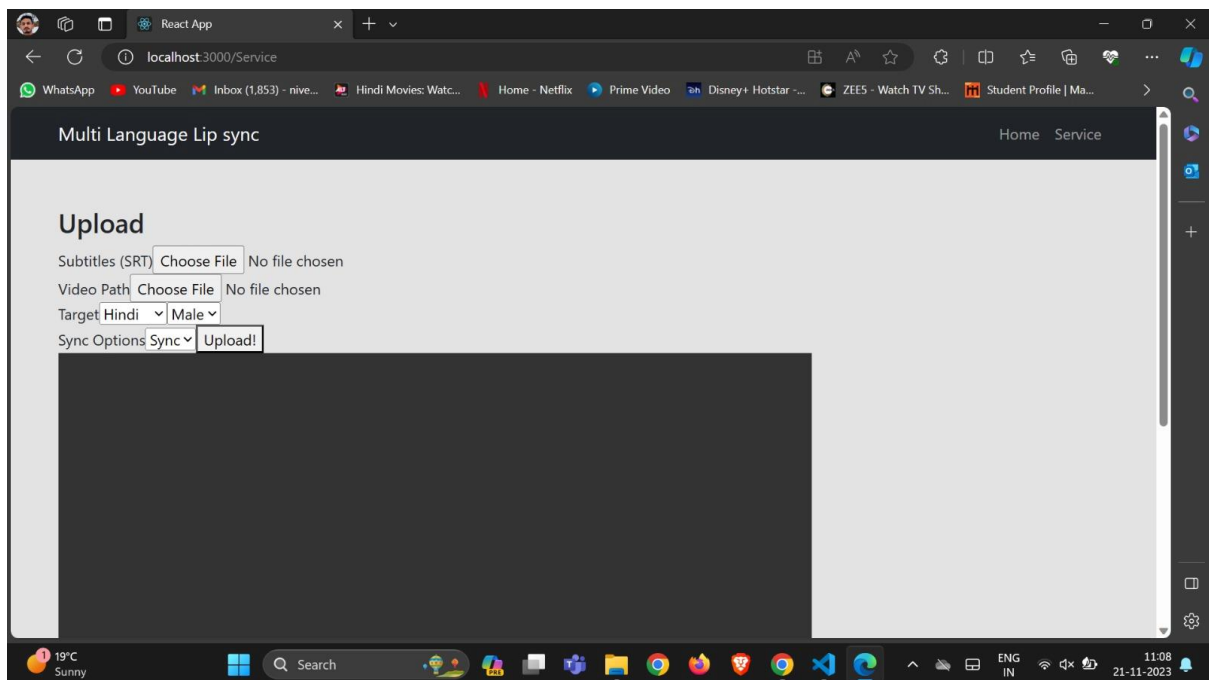 React App
localhost:3000/Service
WhatsApp YouTube Inbox (1,853) - nive... Hindi Movies: Watc... Home - Netflix Prime Video Disney+ Hotstar -... ZEE5 - Watch TV Sh... Student Profile | Ma...
Multi Language Lip sync Home Service
Upload
Subtitles (SRT) Choose File No file chosen
Video Path Choose File No file chosen
Target Hindi Male
Sync Options Sync Upload!
1 19°C Search PRE ENG 11:08
Sunny IN 21-11-2023